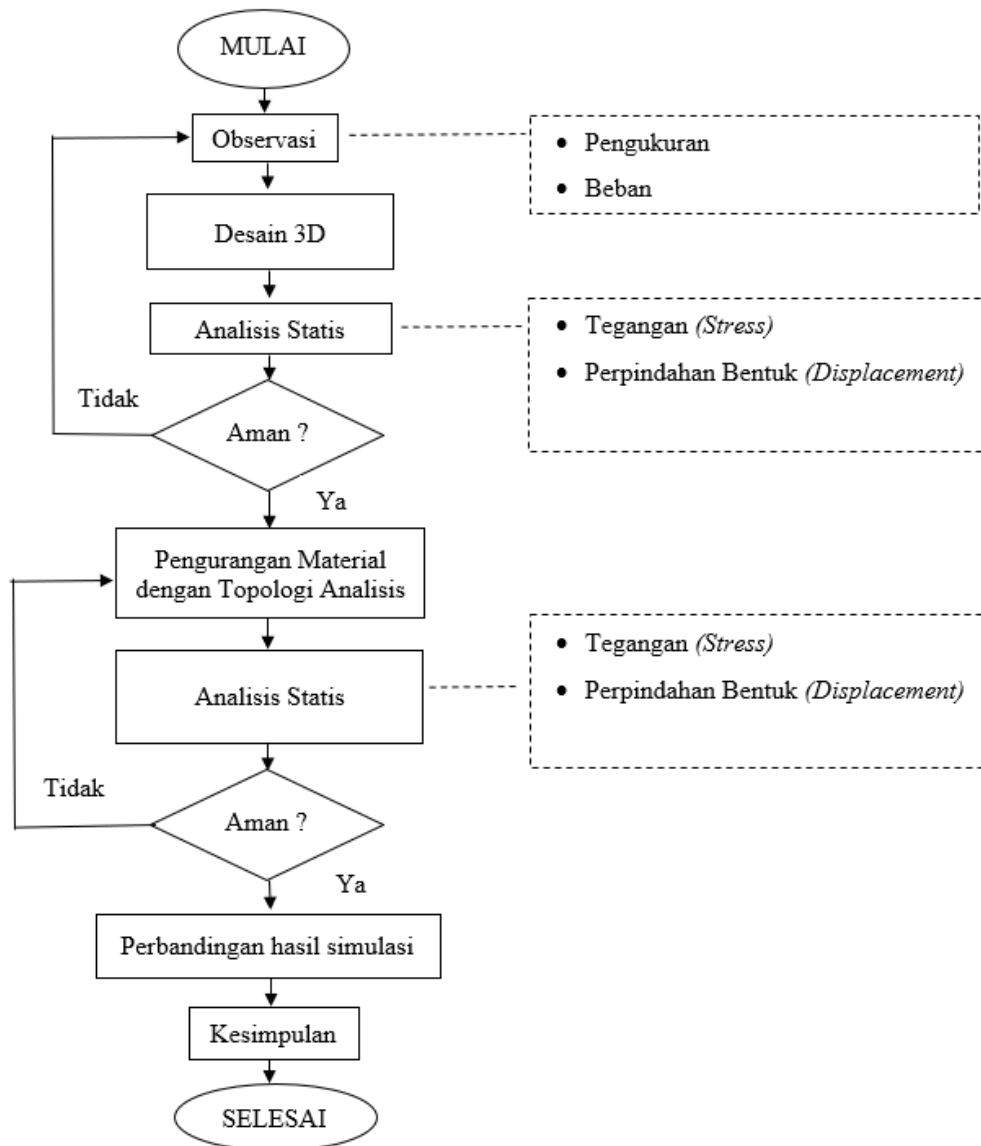 MULAI
Observasi
• Pengukuran
• Beban
Desain 3D
Analisis Statis
• Tegangan (Stress)
• Perpindahan Bentuk (Displacement)
Tidak
Aman ?
Ya
Pengurangan Material
dengan Topologi Analisis
Analisis Statis
• Tegangan (Stress)
• Perpindahan Bentuk (Displacement)
Tidak
Aman ?
Ya
Perbandingan hasil simulasi
Kesimpulan
SELESAI